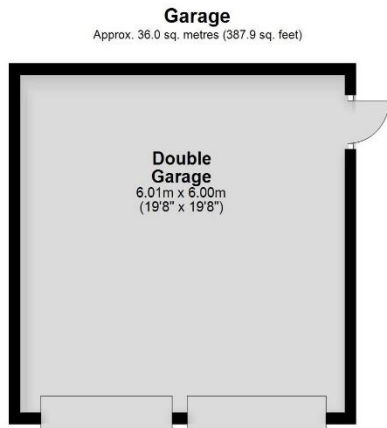 Garage
Approx. 36.0 sq. metres (387.9 sq. feet)
Double
Garage
6.01m x 6.00m
(19'8" x 19'8")